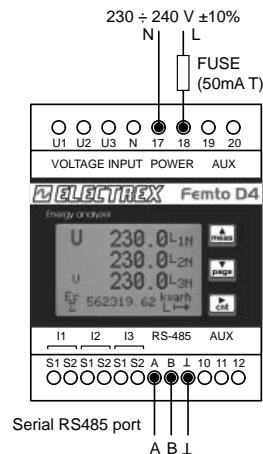 230 ÷ 240 V ±10%
N L
FUSE
(50mA T)
U1 U2 U3 N 17 18 19 20
VOLTAGE INPUT POWER AUX
ELECTREX Femto D4
Energy analyzer
U 230.0 L1N
230.0 L2N
U 230.0 L3N
Er Σ 562319.62 kvarh L
meas
page
cnt
I1 I2 I3 RS-485 AUX
S1 S2 S1 S2 S1 S2 A B ⊥ 10 11 12
Serial RS485 port
A B ⊥